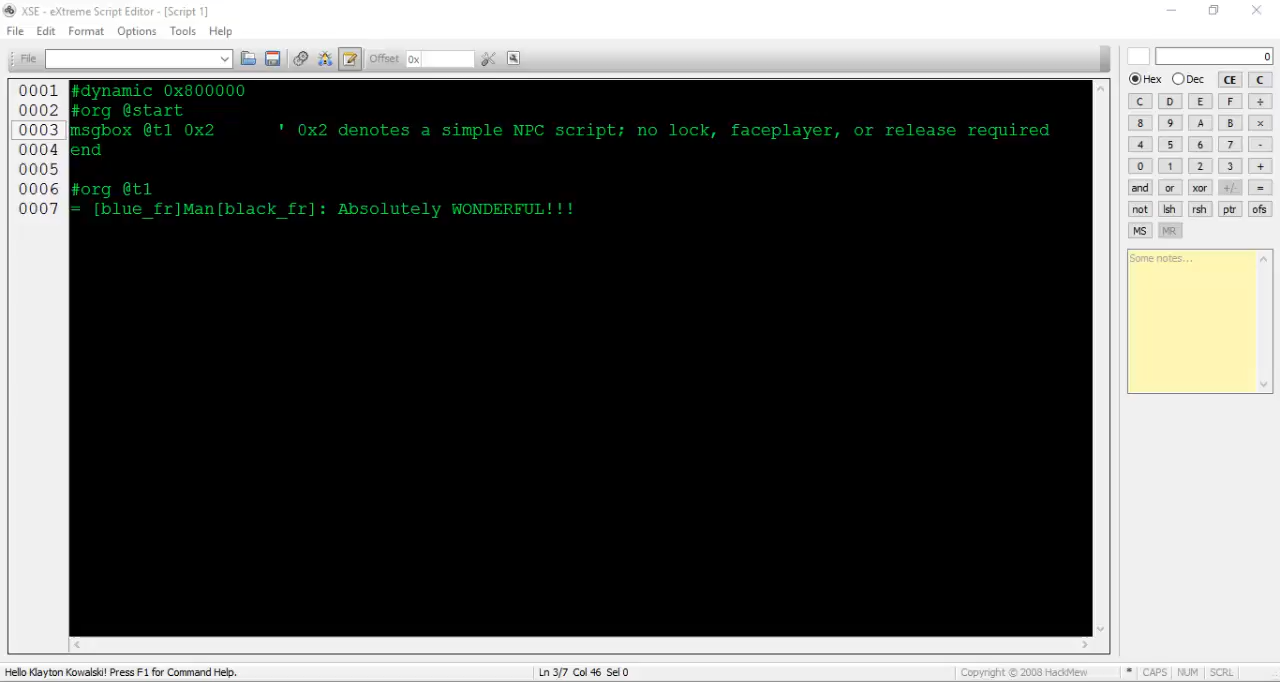 XSE - eXtreme Script Editor - [Script 1]
File Edit Format Options Tools Help
File Offset 0x
0
Hex Dec CE C
C D E F ÷
8 9 A B ×
4 5 6 7 -
0 1 2 3 +
and or xor +/- =
not lsh rsh ptr ofs
MS MR
Some notes...
0001 #dynamic 0x800000
0002 #org @start
0003 msgbox @t1 0x2 ' 0x2 denotes a simple NPC script; no lock, faceplayer, or release required
0004 end
0005
0006 #org @t1
0007 = [blue_fr]Man[black_fr]: Absolutely WONDERFUL!!!
Hello Klayton Kowalski! Press F1 for Command Help. Ln 3/7 Col 46 Sel 0 Copyright © 2008 HackMew * CAPS NUM SCRL